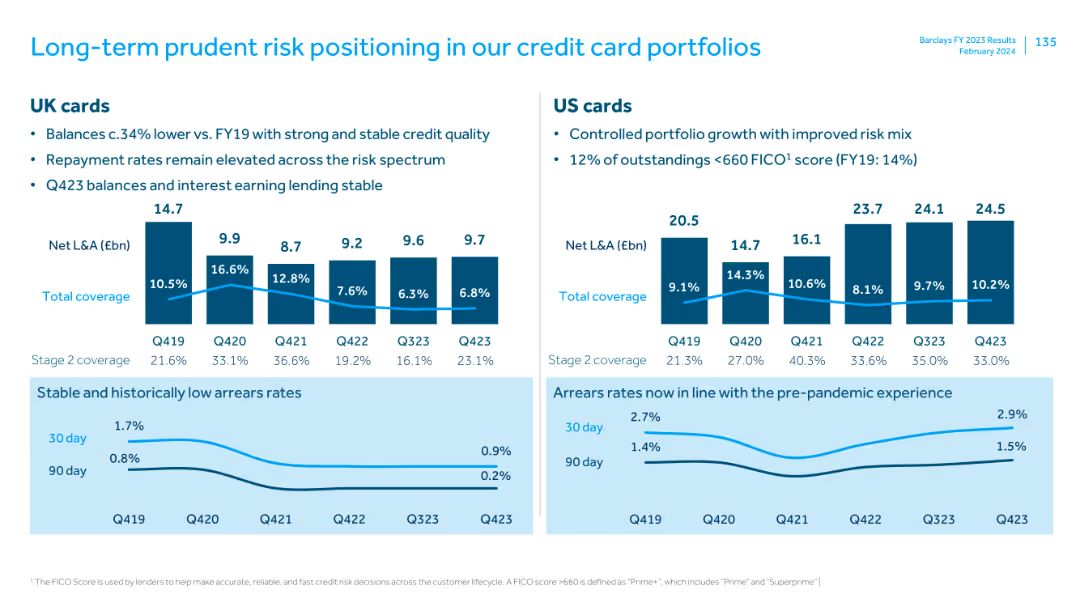 Long-term prudent risk positioning in our credit card portfolios
Barclays FY 2023 Results
February 2024
135
UK cards
• Balances c.34% lower vs. FY19 with strong and stable credit quality
• Repayment rates remain elevated across the risk spectrum
• Q423 balances and interest earning lending stable
14.7 9.9 8.7 9.2 9.6 9.7
Net L&A (£bn)
10.5% 16.6% 12.8% 7.6% 6.3% 6.8%
Total coverage
Q419 Q420 Q421 Q422 Q323 Q423
Stage 2 coverage 21.6% 33.1% 36.6% 19.2% 16.1% 23.1%
Stable and historically low arrears rates
1.7% 0.9%
30 day
0.8% 0.2%
90 day
Q419 Q420 Q421 Q422 Q323 Q423
US cards
• Controlled portfolio growth with improved risk mix
• 12% of outstandings <660 FICO¹ score (FY19: 14%)
20.5 14.7 16.1 23.7 24.1 24.5
Net L&A (£bn)
9.1% 14.3% 10.6% 8.1% 9.7% 10.2%
Total coverage
Q419 Q420 Q421 Q422 Q323 Q423
Stage 2 coverage 21.3% 27.0% 40.3% 33.6% 35.0% 33.0%
Arrears rates now in line with the pre-pandemic experience
2.7% 2.9%
30 day
1.4% 1.5%
90 day
Q419 Q420 Q421 Q422 Q323 Q423
¹ The FICO Score is used by lenders to help make accurate, reliable, and fast credit risk decisions across the customer lifecycle. A FICO score >660 is defined as "Prime+", which includes "Prime" and "Superprime" |